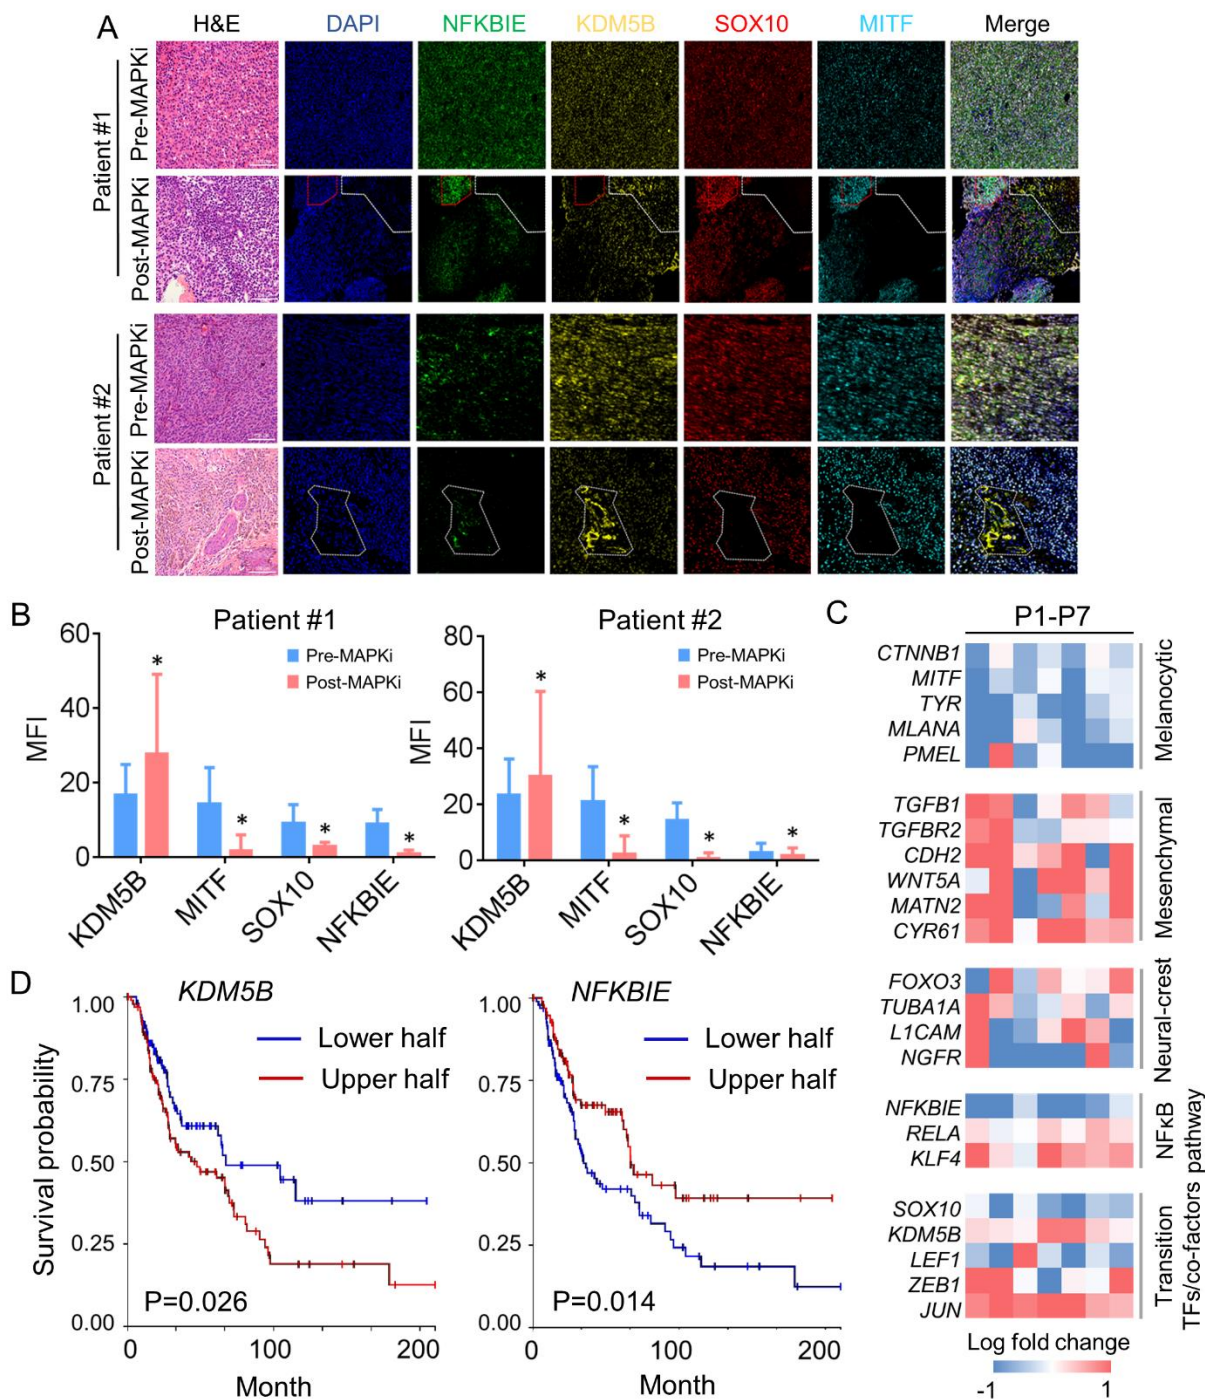 A
H&E DAPI NFKBIE KDM5B SOX10 MITF Merge
Patient #1
Pre-MAPKi
Post-MAPKi
Patient #2
Pre-MAPKi
Post-MAPKi
B
Patient #1
60
40
20
0
MFI
Pre-MAPKi
Post-MAPKi
* * * *
KDM5B MITF SOX10 NFKBIE
Patient #2
80
60
40
20
0
MFI
Pre-MAPKi
Post-MAPKi
* * * *
KDM5B MITF SOX10 NFKBIE
C
P1-P7
CTNNB1
MITF
TYR
MLANA
PMEL
Melanocytic
TGFB1
TGFBR2
CDH2
WNT5A
MATN2
CYR61
Mesenchymal
FOXO3
TUBA1A
L1CAM
NGFR
Neural-crest
NFKBIE
RELA
KLF4
NFκB
pathway
SOX10
KDM5B
LEF1
ZEB1
JUN
Transition
TFs/co-factors
Log fold change
-1 1
D
KDM5B
Survival probability
1.00
0.75
0.50
0.25
0.00
Lower half
Upper half
P=0.026
0 100 200
Month
NFKBIE
1.00
0.75
0.50
0.25
0.00
Lower half
Upper half
P=0.014
0 100 200
Month